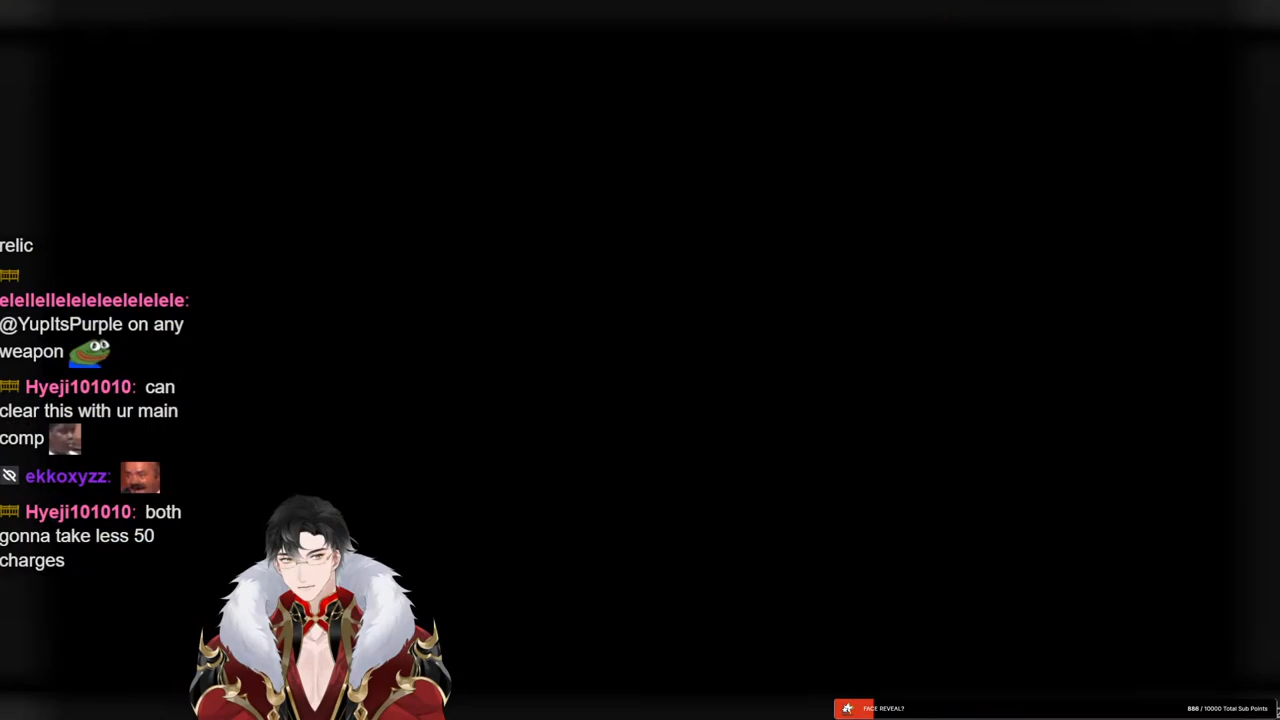 relic
elellelleleleleelelelele:
@YupItsPurple on any
weapon
Hyeji101010: can
clear this with ur main
comp
ekkoxyzz:
Hyeji101010: both
gonna take less 50
charges
FACE REVEAL?
886 / 10000 Total Sub Points